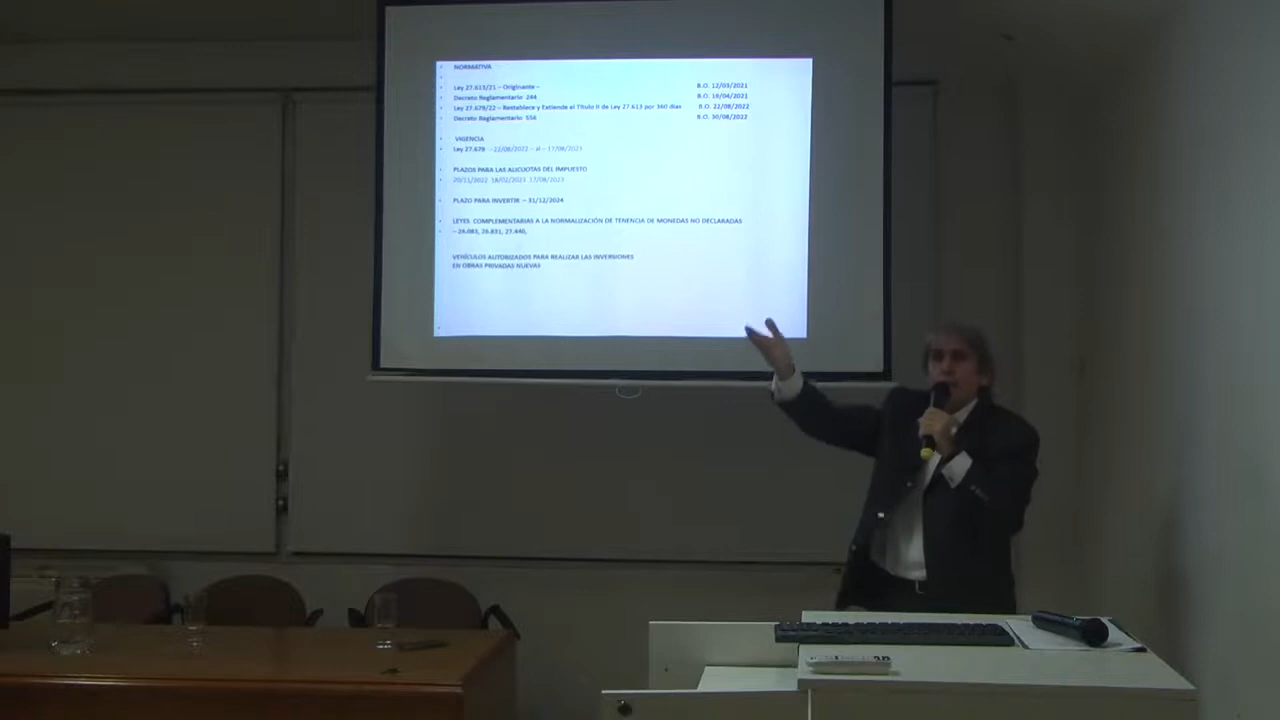 NORMATIVA
Ley 27.613/21 – Originante – B.O. 12/03/2021
Decreto Reglamentario 244 B.O. 19/04/2021
Ley 27.679/22 – Restablece y Extiende el Título II de Ley 27.613 por 360 días B.O. 22/08/2022
Decreto Reglamentario 556 B.O. 30/08/2022
VIGENCIA
Ley 27.679 – 22/08/2022 – al – 17/08/2023
PLAZOS PARA LAS ALICUOTAS DEL IMPUESTO
20/11/2022 18/02/2023 17/08/2023
PLAZO PARA INVERTIR – 31/12/2024
LEYES COMPLEMENTARIAS A LA NORMALIZACIÓN DE TENENCIA DE MONEDAS NO DECLARADAS
– 24.083, 26.831, 27.440,
VEHÍCULOS AUTORIZADOS PARA REALIZAR LAS INVERSIONES
EN OBRAS PRIVADAS NUEVAS